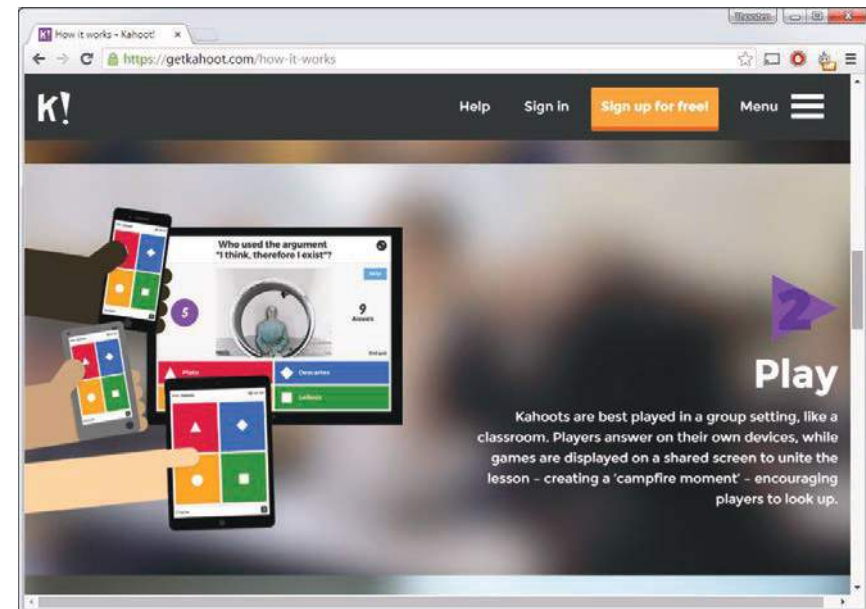 How it works - Kahoot!
https://getkahoot.com/how-it-works
K!
Help Sign in Sign up for free! Menu
Who used the argument
"I think, therefore I exist"?
5
9
Answers
Plato
Descartes
Leibniz
2
Play
Kahoots are best played in a group setting, like a
classroom. Players answer on their own devices, while
games are displayed on a shared screen to unite the
lesson – creating a 'campfire moment' – encouraging
players to look up.